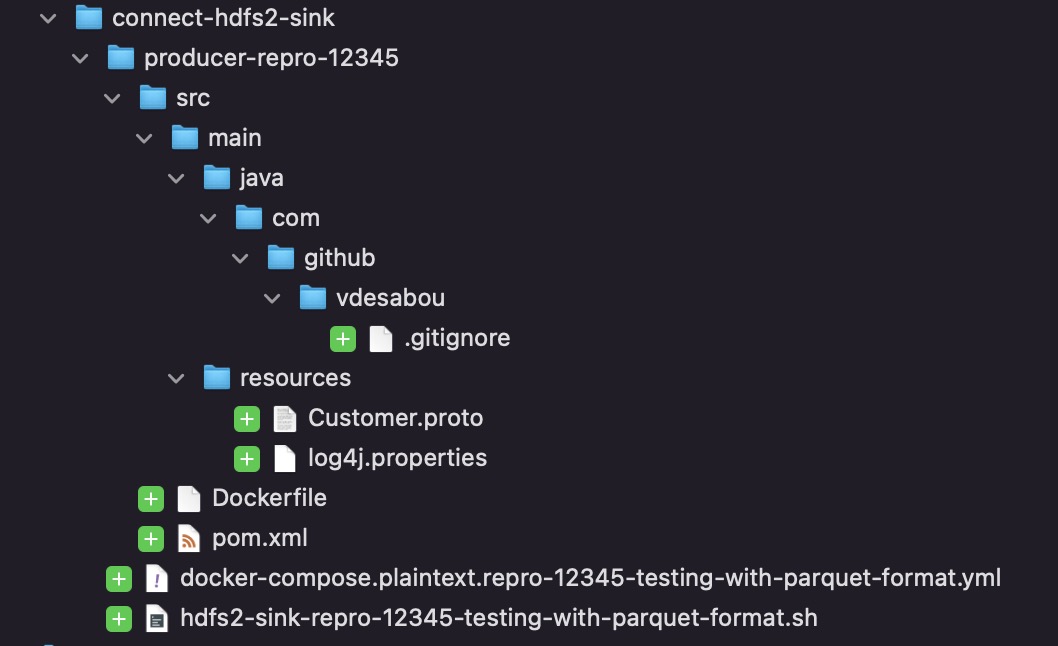 connect-hdfs2-sink
producer-repro-12345
src
main
java
com
github
vdesabou
.gitignore
resources
Customer.proto
log4j.properties
Dockerfile
pom.xml
docker-compose.plaintext.repro-12345-testing-with-parquet-format.yml
hdfs2-sink-repro-12345-testing-with-parquet-format.sh